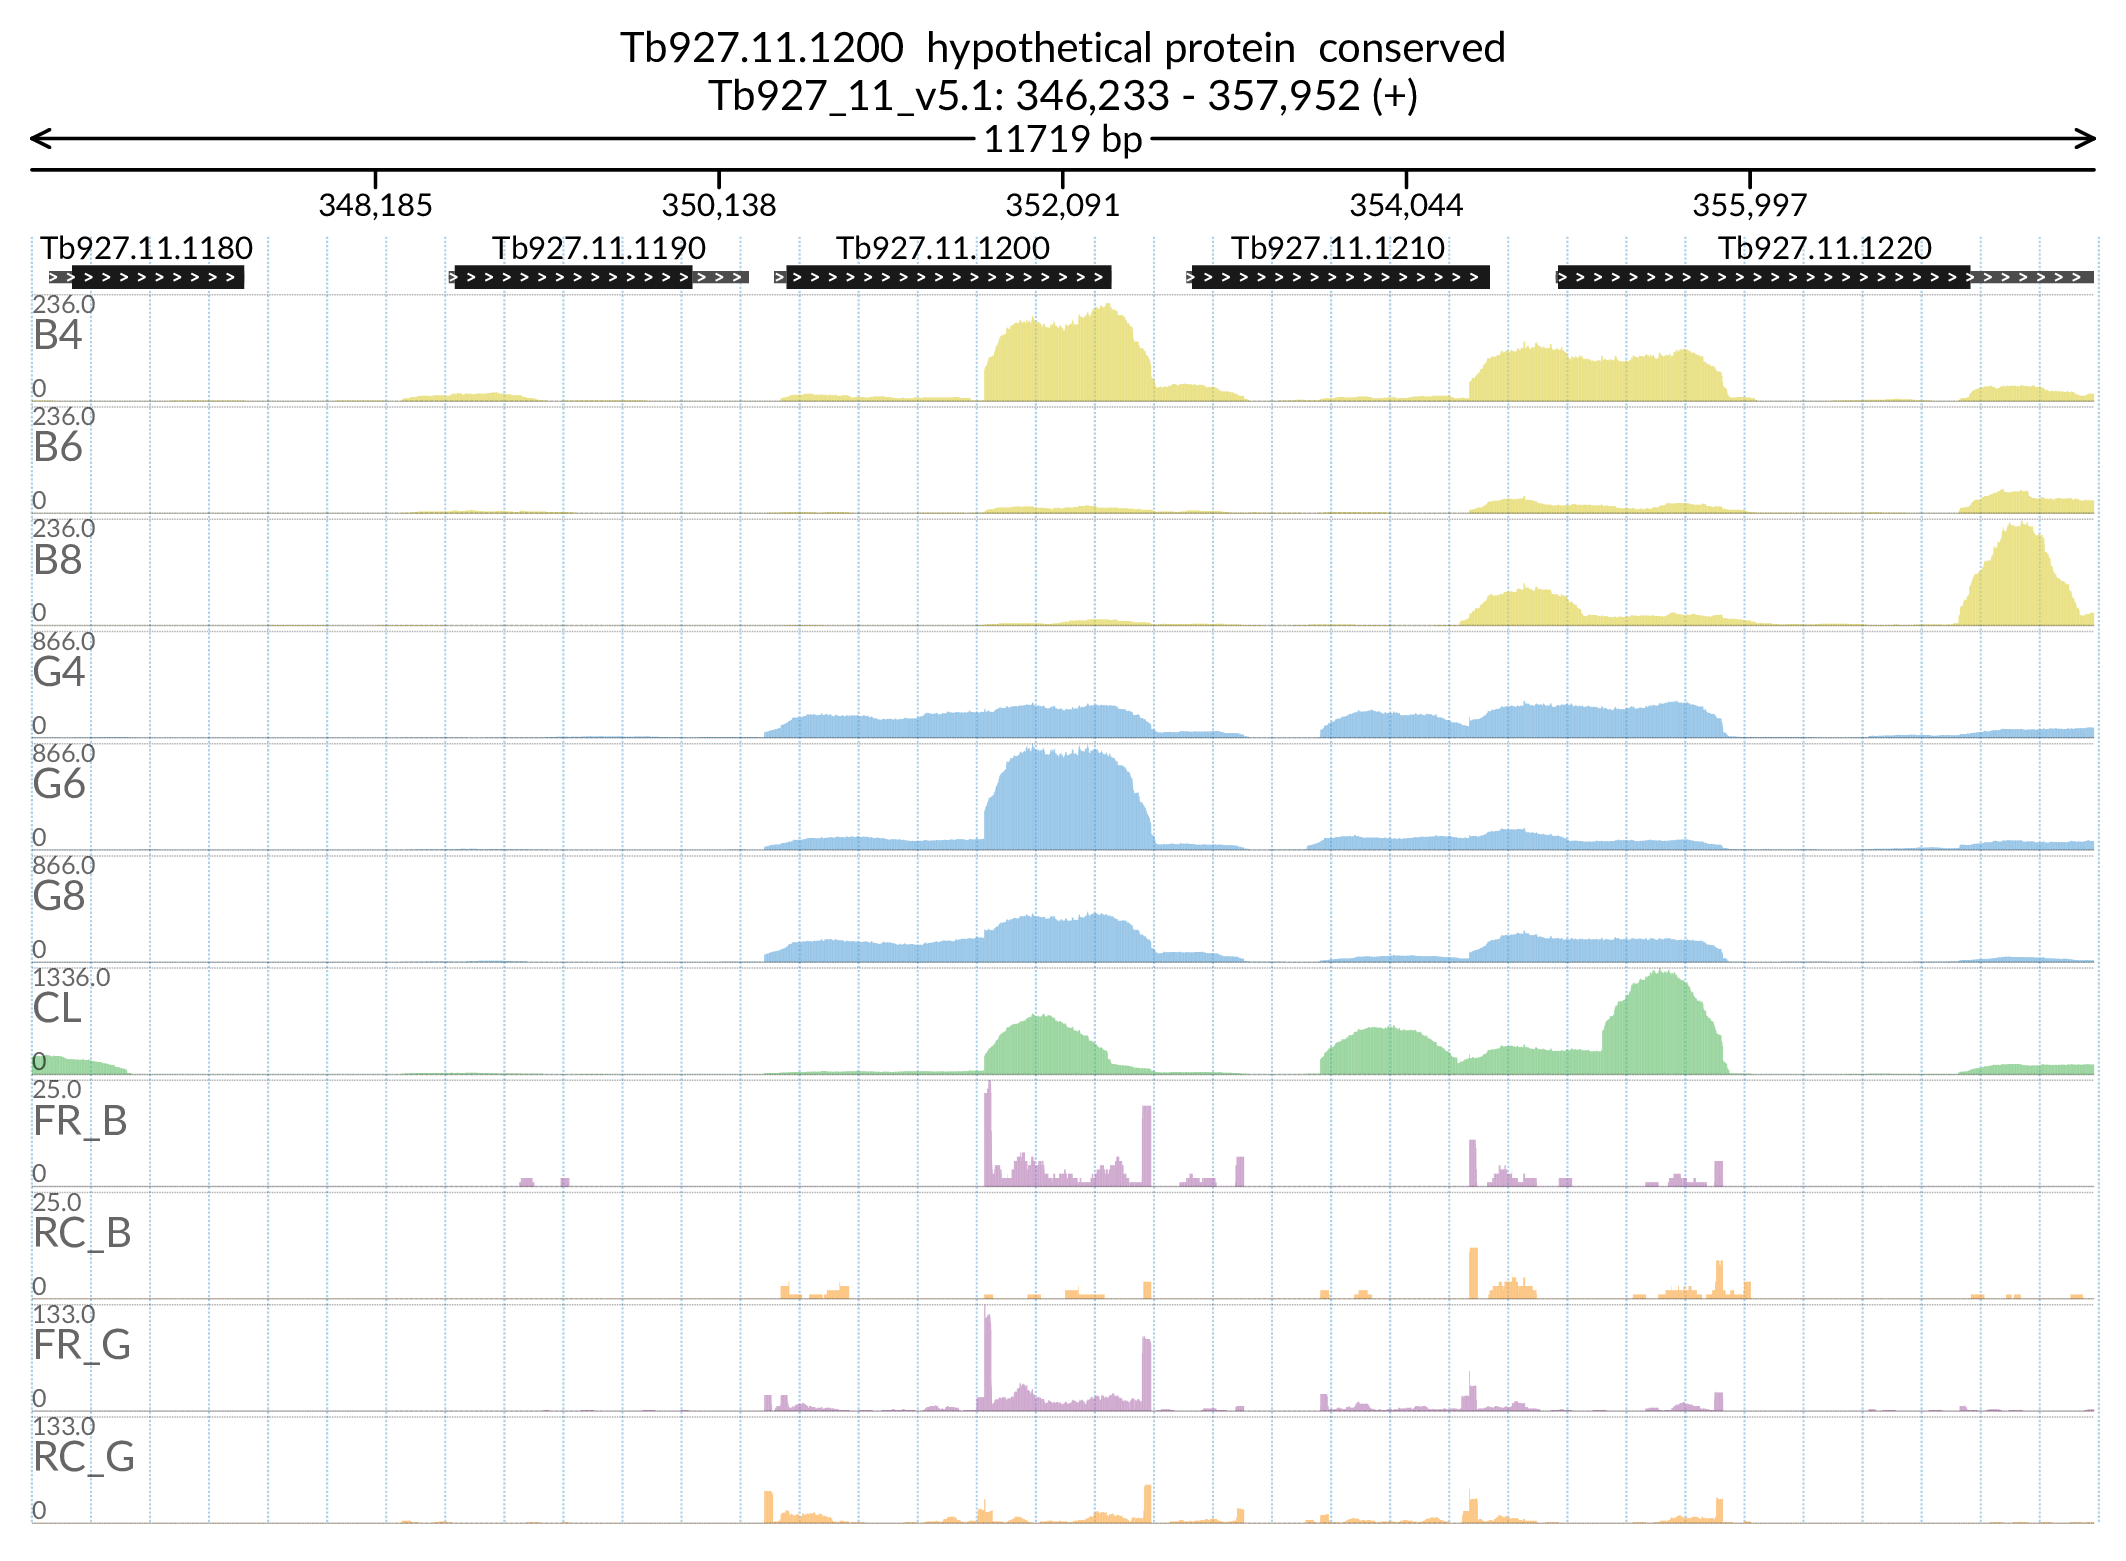 Tb927.11.1200 hypothetical protein conserved
Tb927_11_v5.1: 346,233 - 357,952 (+)
11719 bp
348,185 350,138 352,091 354,044 355,997
Tb927.11.1180 Tb927.11.1190 Tb927.11.1200 Tb927.11.1210 Tb927.11.1220
236.0
B4
0
236.0
B6
0
236.0
B8
0
866.0
G4
0
866.0
G6
0
866.0
G8
0
1336.0
CL
0
25.0
FR_B
0
25.0
RC_B
0
133.0
FR_G
0
133.0
RC_G
0